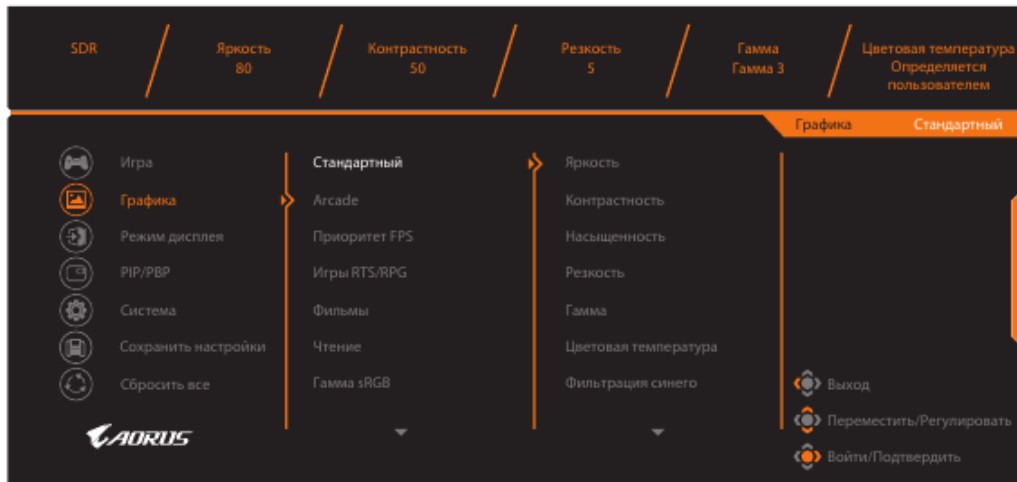 SDR
Яркость
80
Контрастность
50
Резкость
5
Гамма
Гамма 3
Цветовая температура
Определяется
пользователем
Графика
Стандартный
Игра
Графика
Режим дисплея
PIP/PBP
Система
Сохранить настройки
Сбросить все
Стандартный
Arcade
Приоритет FPS
Игры RTS/RPG
Фильмы
Чтение
Гамма sRGB
Яркость
Контрастность
Насыщенность
Резкость
Гамма
Цветовая температура
Фильтрация синего
Выход
Переместить/Регулировать
Войти/Подтвердить
AORUS